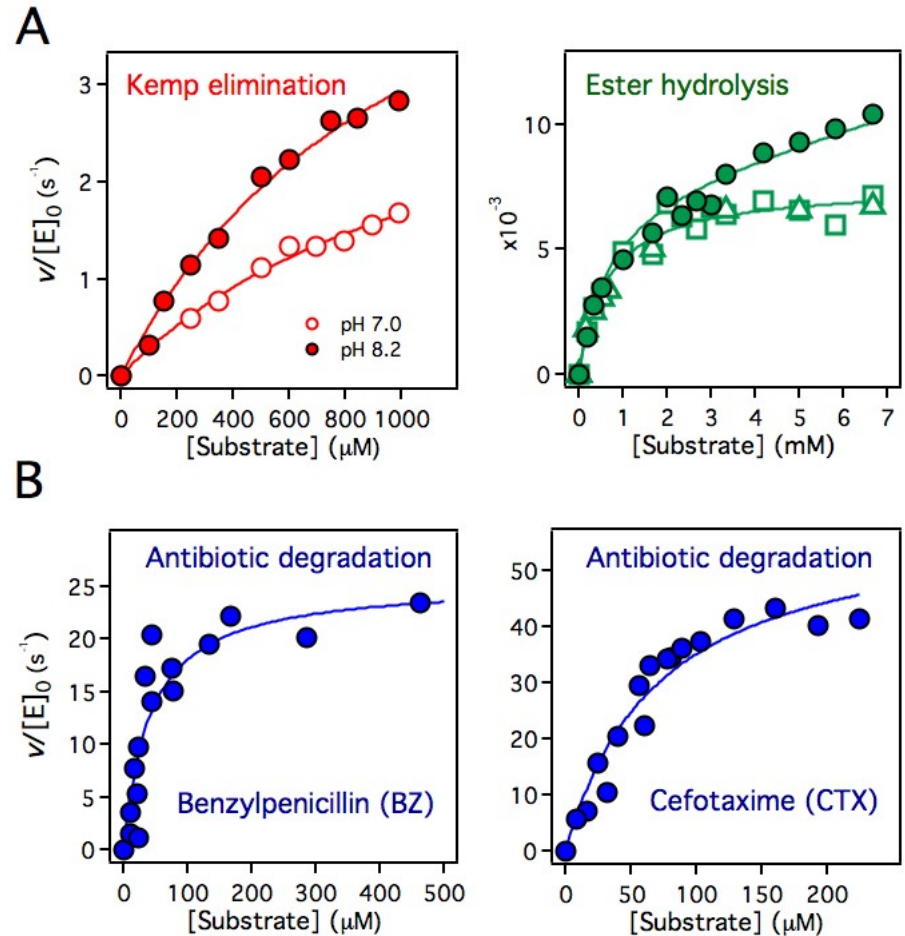 A
Kemp elimination
3
2
1
0
v/[E]₀ (s⁻¹)
pH 7.0
pH 8.2
0 200 400 600 800 1000
[Substrate] (μM)
Ester hydrolysis
10
5
0
x10⁻³
0 1 2 3 4 5 6 7
[Substrate] (mM)
B
Antibiotic degradation
25
20
15
10
5
0
v/[E]₀ (s⁻¹)
Benzylpenicillin (BZ)
0 100 200 300 400 500
[Substrate] (μM)
Antibiotic degradation
50
40
30
20
10
0
Cefotaxime (CTX)
0 50 100 150 200
[Substrate] (μM)